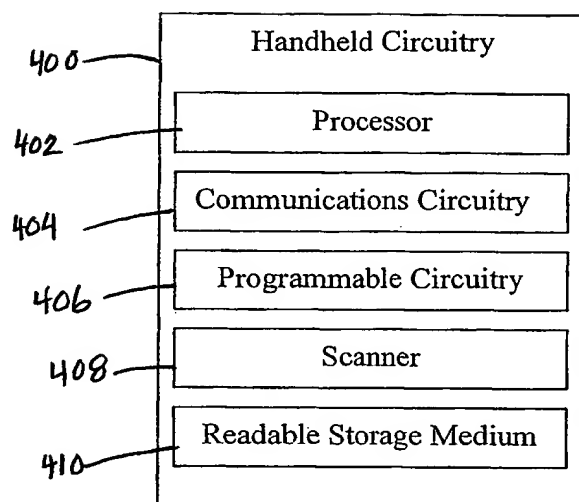 Handheld Circuitry
400
Processor
402
Communications Circuitry
404
Programmable Circuitry
406
Scanner
408
Readable Storage Medium
410